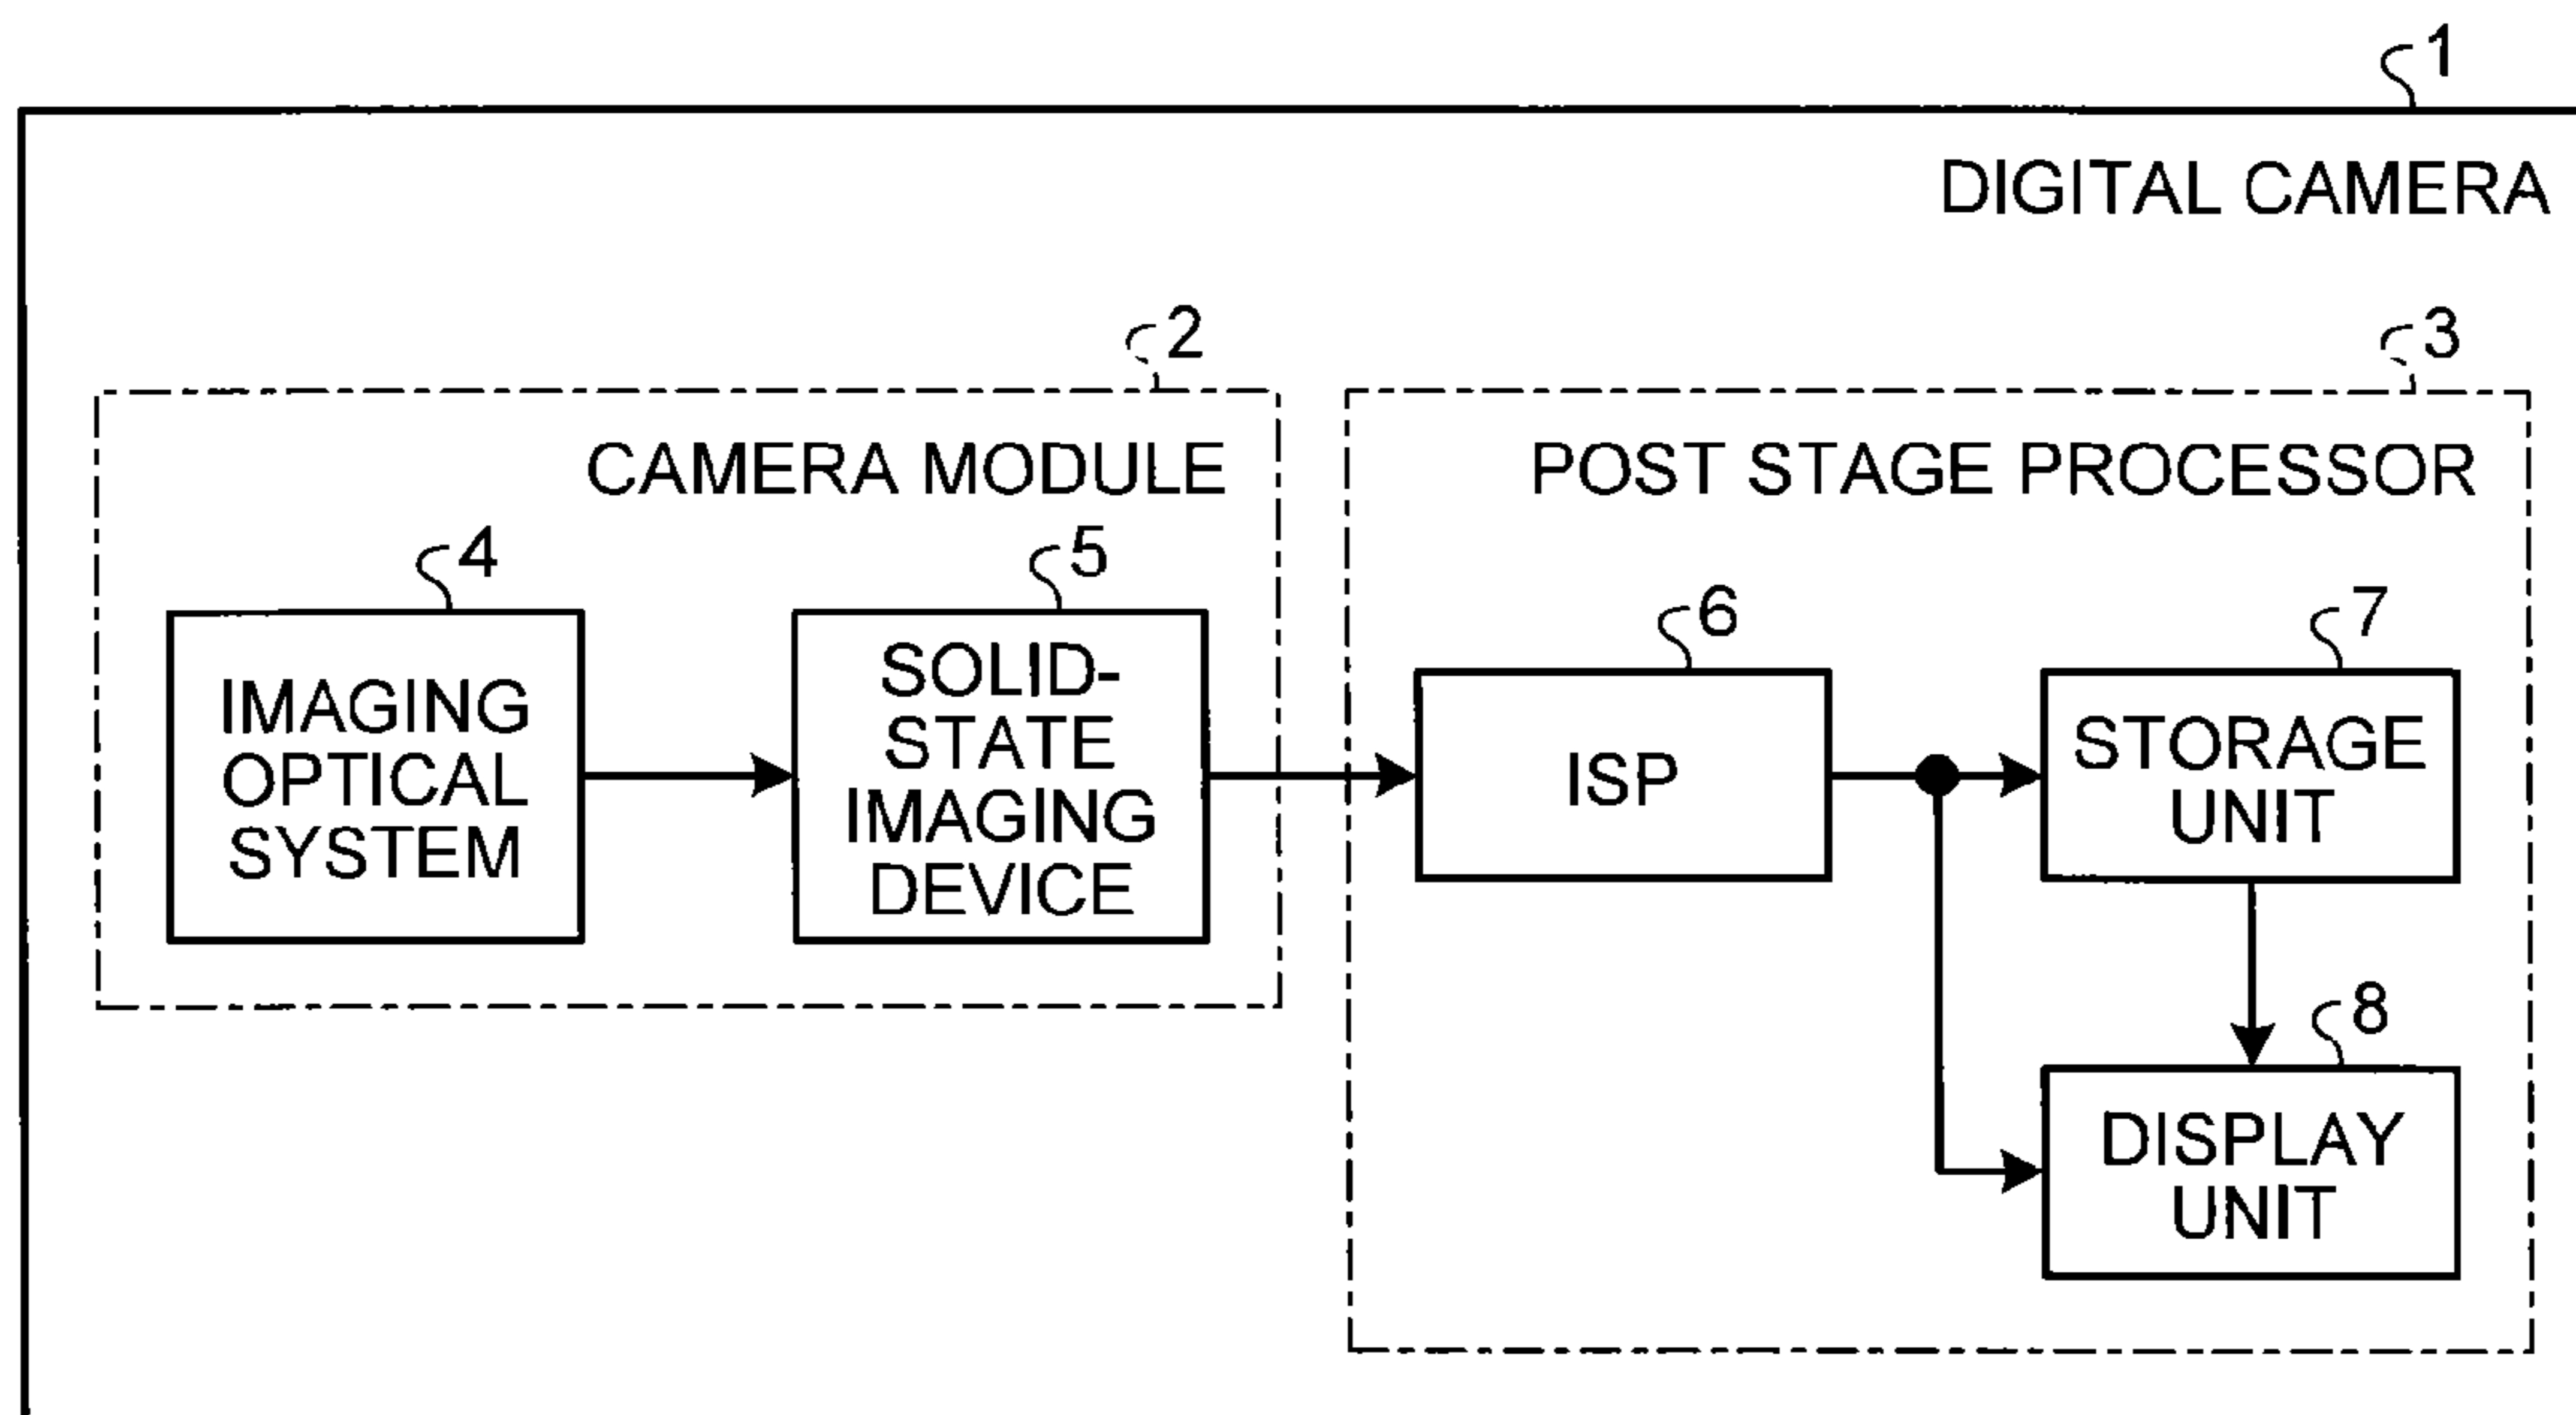 1
DIGITAL CAMERA
2
CAMERA MODULE
4
IMAGING
OPTICAL
SYSTEM
5
SOLID-
STATE
IMAGING
DEVICE
3
POST STAGE PROCESSOR
6
ISP
7
STORAGE
UNIT
8
DISPLAY
UNIT